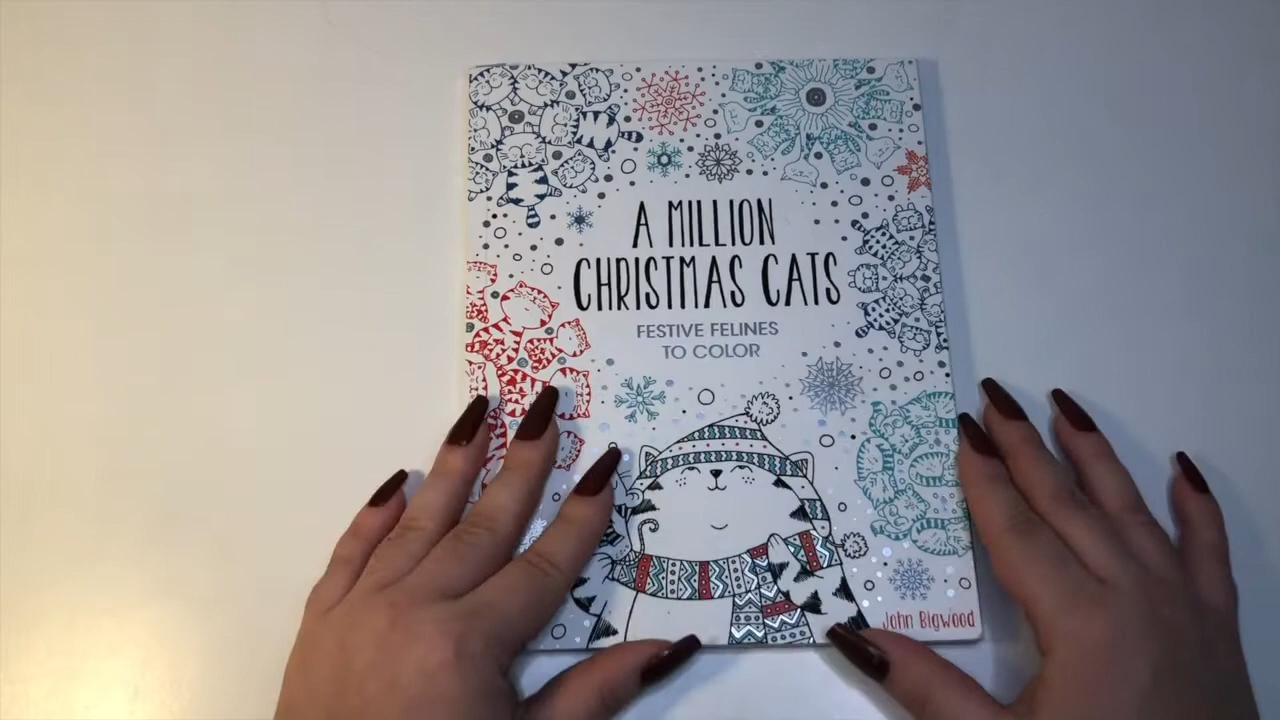 A MILLION
CHRISTMAS CATS
FESTIVE FELINES
TO COLOR
John Bigwood